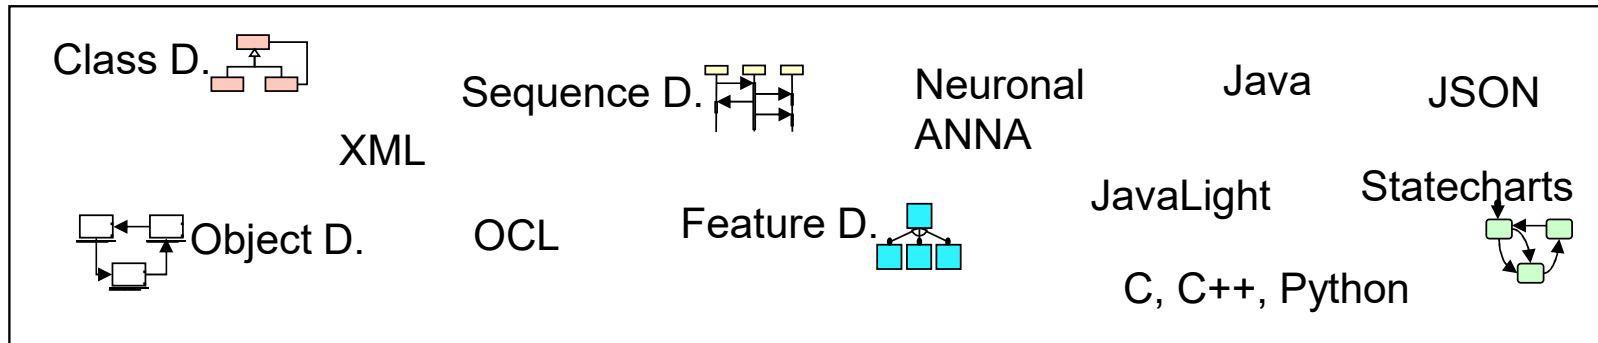 Class D.
Sequence D.
Neuronal
ANNA
Java
JSON
XML
JavaLight
Statecharts
Object D.
OCL
Feature D.
C, C++, Python